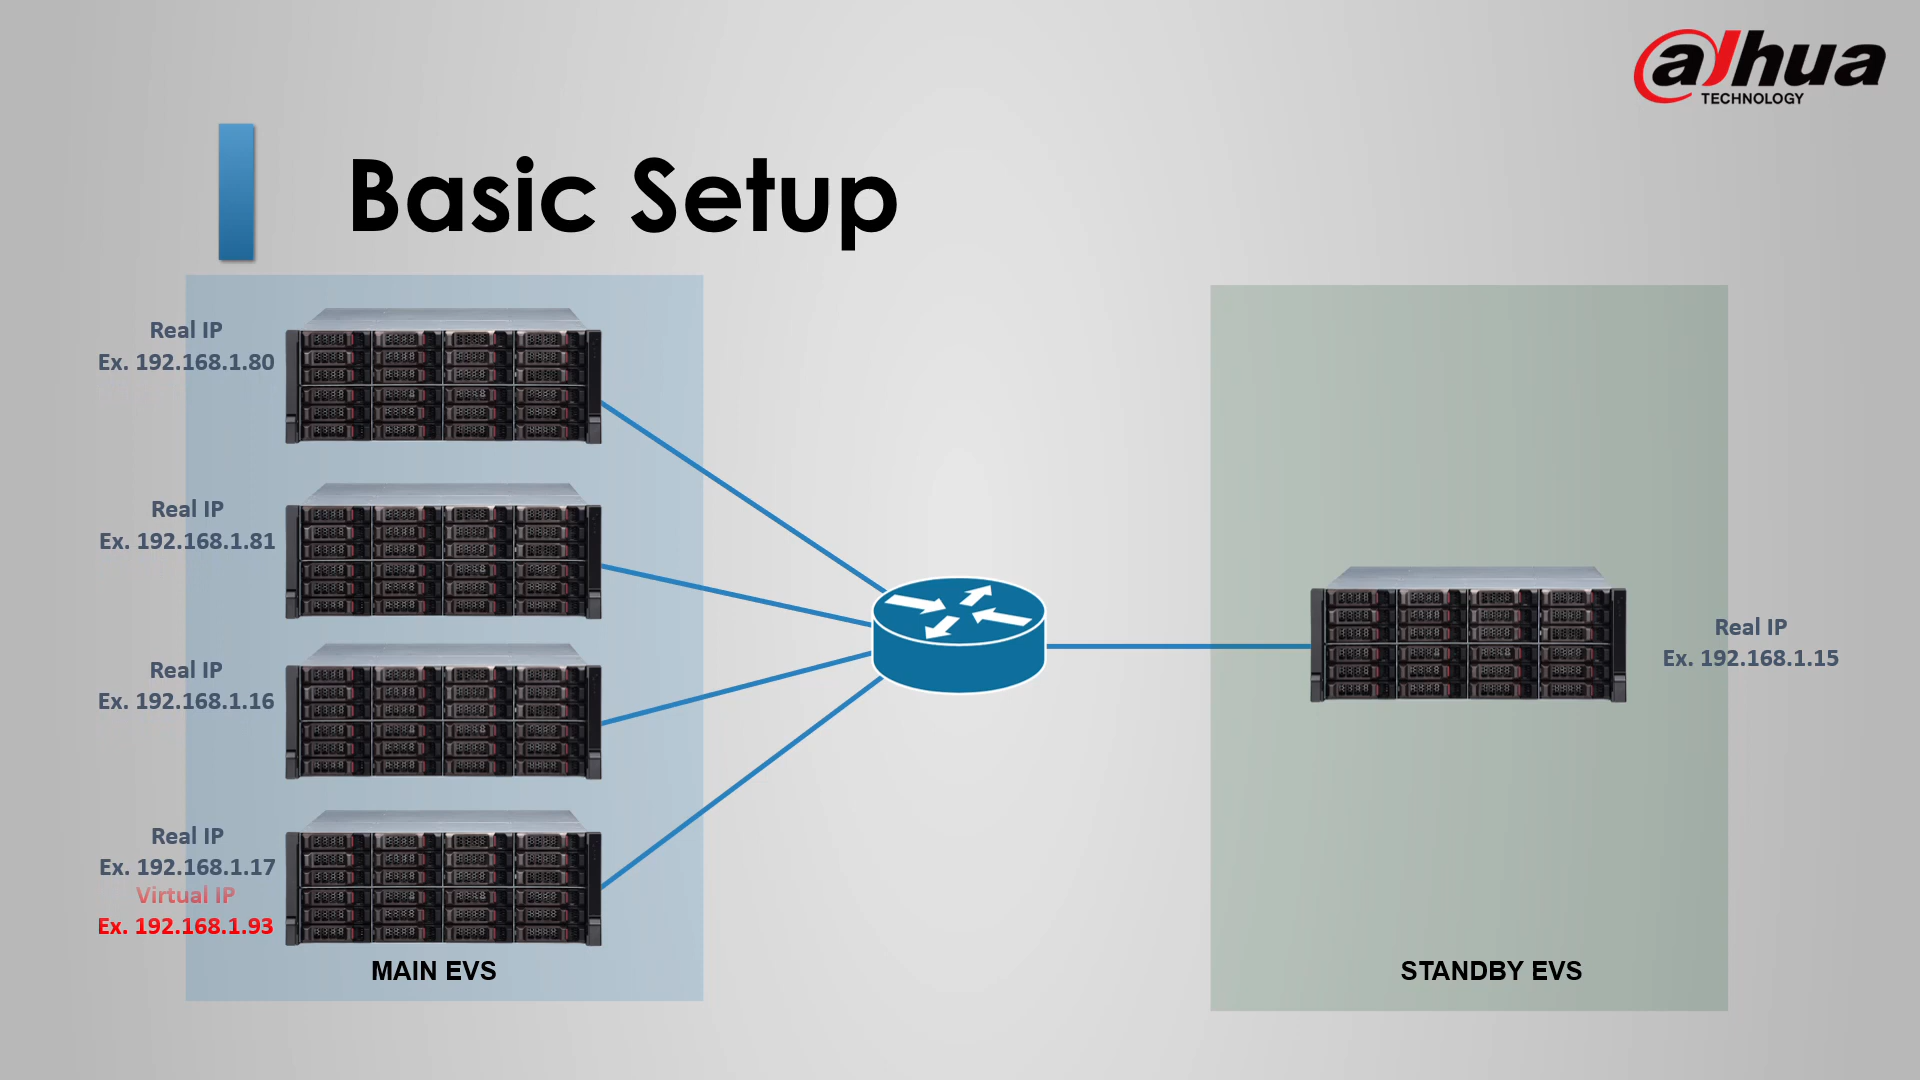 alhua
TECHNOLOGY
Basic Setup
Real IP
Ex. 192.168.1.80
Real IP
Ex. 192.168.1.81
Real IP
Ex. 192.168.1.16
Real IP
Ex. 192.168.1.17
Virtual IP
Ex. 192.168.1.93
MAIN EVS
Real IP
Ex. 192.168.1.15
STANDBY EVS